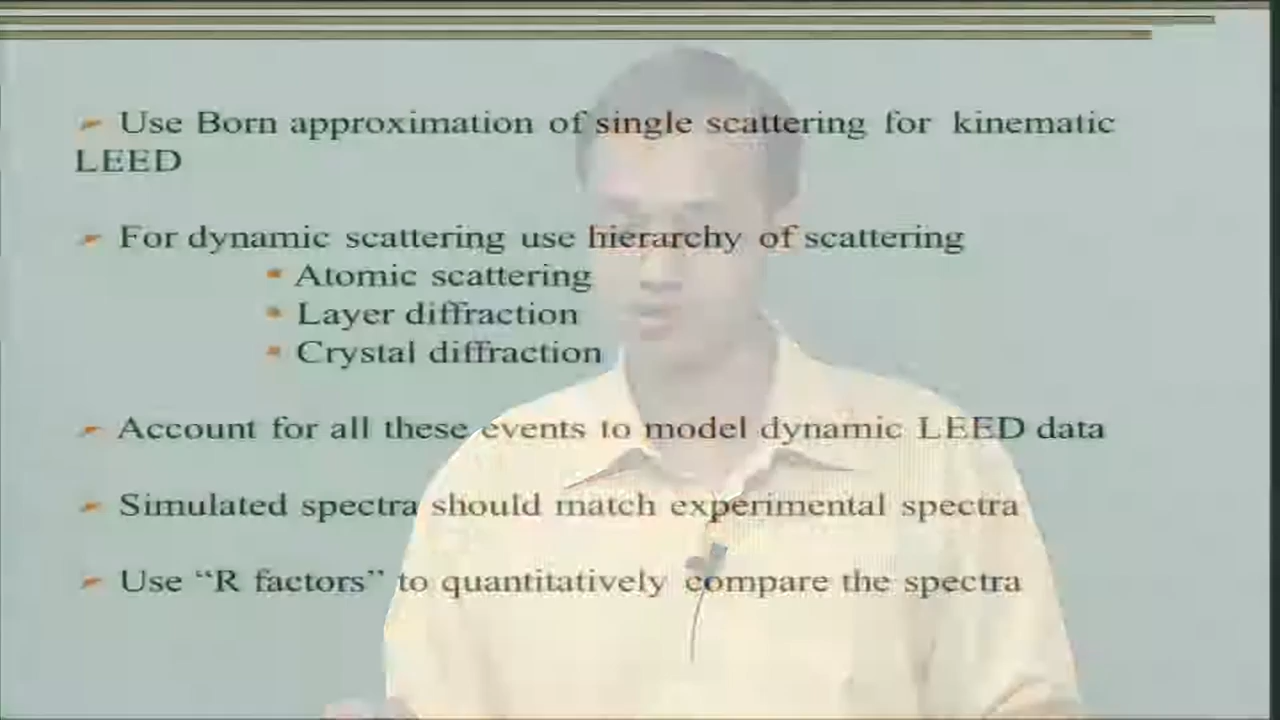 Use Born approximation of single scattering for kinematic
LEED
For dynamic scattering use hierarchy of scattering
Atomic scattering
Layer diffraction
Crystal diffraction
Account for all these events to model dynamic LEED data
Simulated spectra should match experimental spectra
Use “R factors” to quantitatively compare the spectra